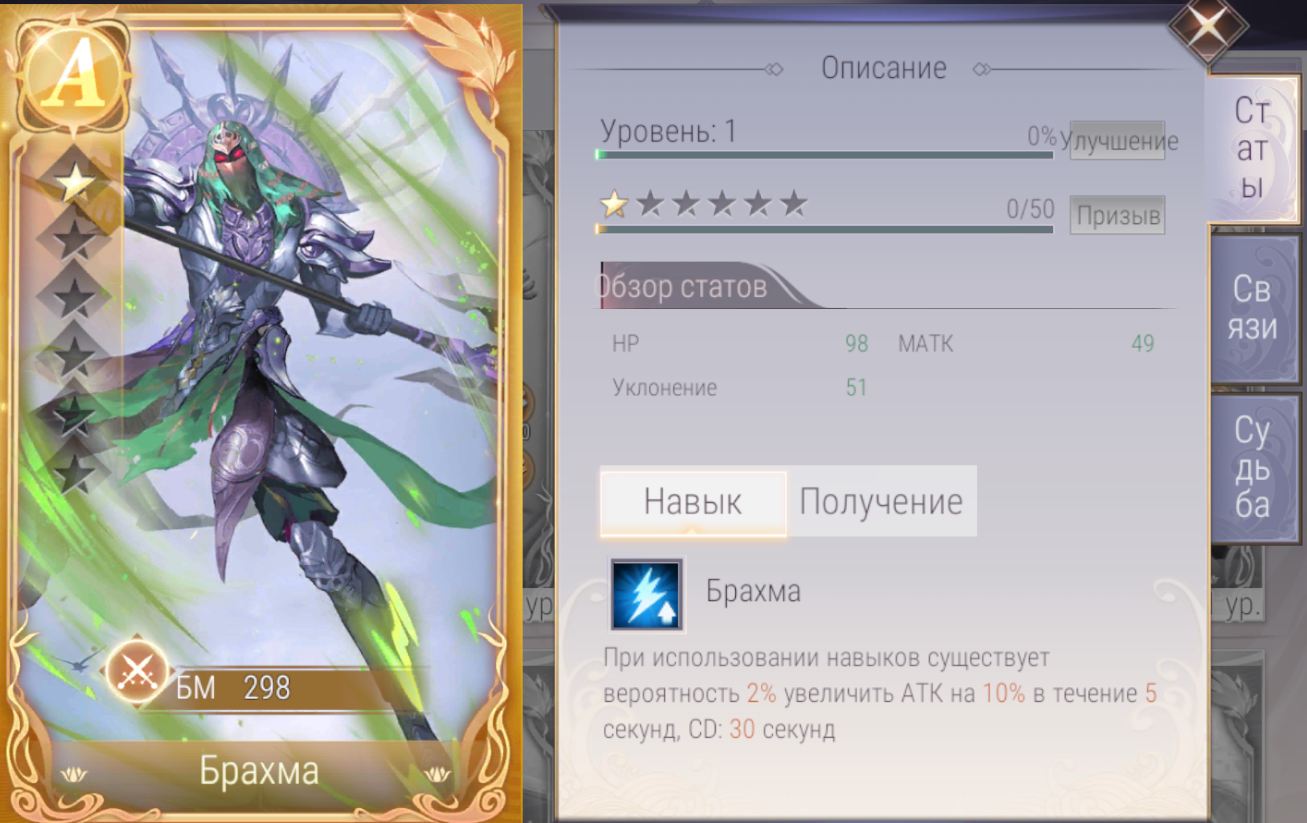 A
БМ 298
Брахма
Описание
Уровень: 1
0%
Улучшение
0/50
Призыв
Обзор статов
HP 98 МАТК 49
Уклонение 51
Навык
Получение
Брахма
При использовании навыков существует
вероятность 2% увеличить АТК на 10% в течение 5
секунд, CD: 30 секунд
Ст
ат
ы
Св
язи
Су
дь
ба
ур
ур.